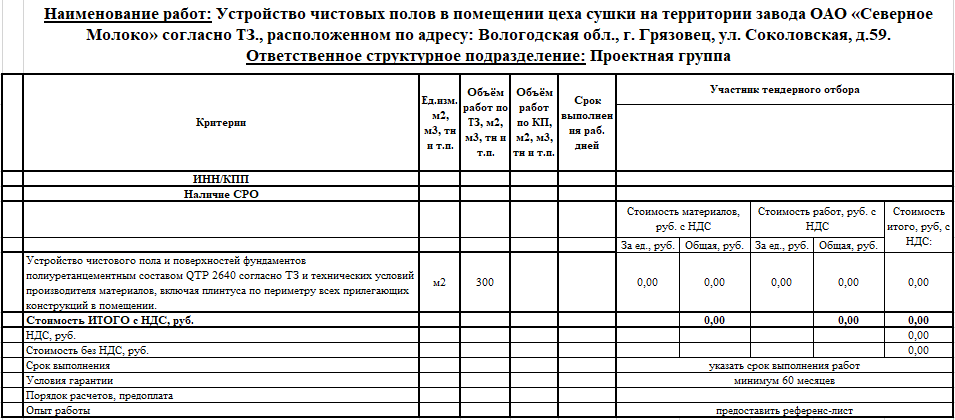 Наименование работ: Устройство чистовых полов в помещении цеха сушки на территории завода ОАО «Северное
Молоко» согласно ТЗ., расположенном по адресу: Вологодская обл., г. Грязовец, ул. Соколовская, д.59.
Ответственное структурное подразделение: Проектная группа
Критерии
Ед.изм.
м2,
м3, тн
и т.п.
Объём
работ по
ТЗ, м2,
м3, тн и
т.п.
Объём
работ
по КП,
м2, м3,
тн и т.п.
Срок
выполнен
ия раб.
дней
Участник тендерного отбора
ИНН/КПП
Наличие СРО
Стоимость материалов,
руб. с НДС
Стоимость работ, руб. с
НДС
Стоимость
итого, руб, с
НДС:
За ед., руб. Общая, руб. За ед., руб. Общая, руб.
Устройство чистового пола и поверхностей фундаментов
полиуретанцементным составом QTP 2640 согласно ТЗ и технических условий
производителя материалов, включая плинтуса по периметру всех прилегающих
конструкций в помещении.
м2 300 0,00 0,00 0,00 0,00 0,00
Стоимость ИТОГО с НДС, руб. 0,00 0,00 0,00
НДС, руб. 0,00
Стоимость без НДС, руб. 0,00
Срок выполнения указать срок выполнения работ
Условия гарантии минимум 60 месяцев
Порядок расчетов, предоплата
Опыт работы предоставить референс-лист